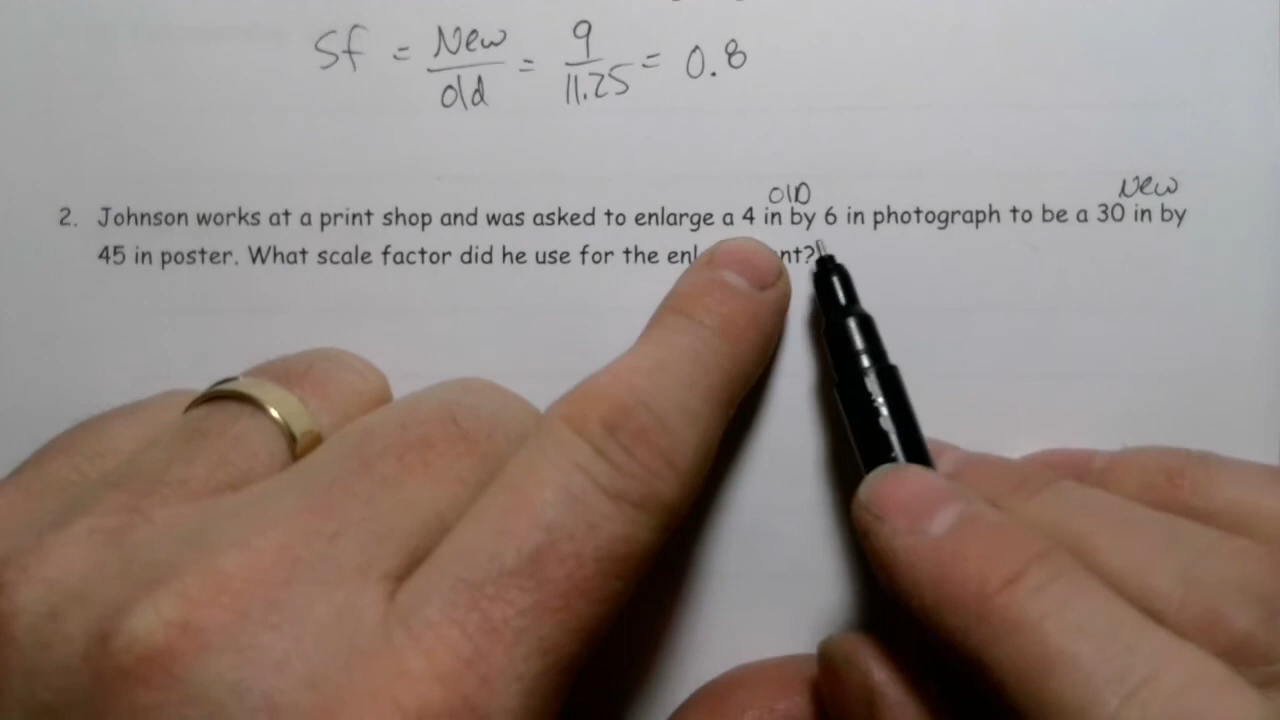 Sf = New/old = 9/11.25 = 0.8
OlD New
2. Johnson works at a print shop and was asked to enlarge a 4 in by 6 in photograph to be a 30 in by
45 in poster. What scale factor did he use for the enl nt?